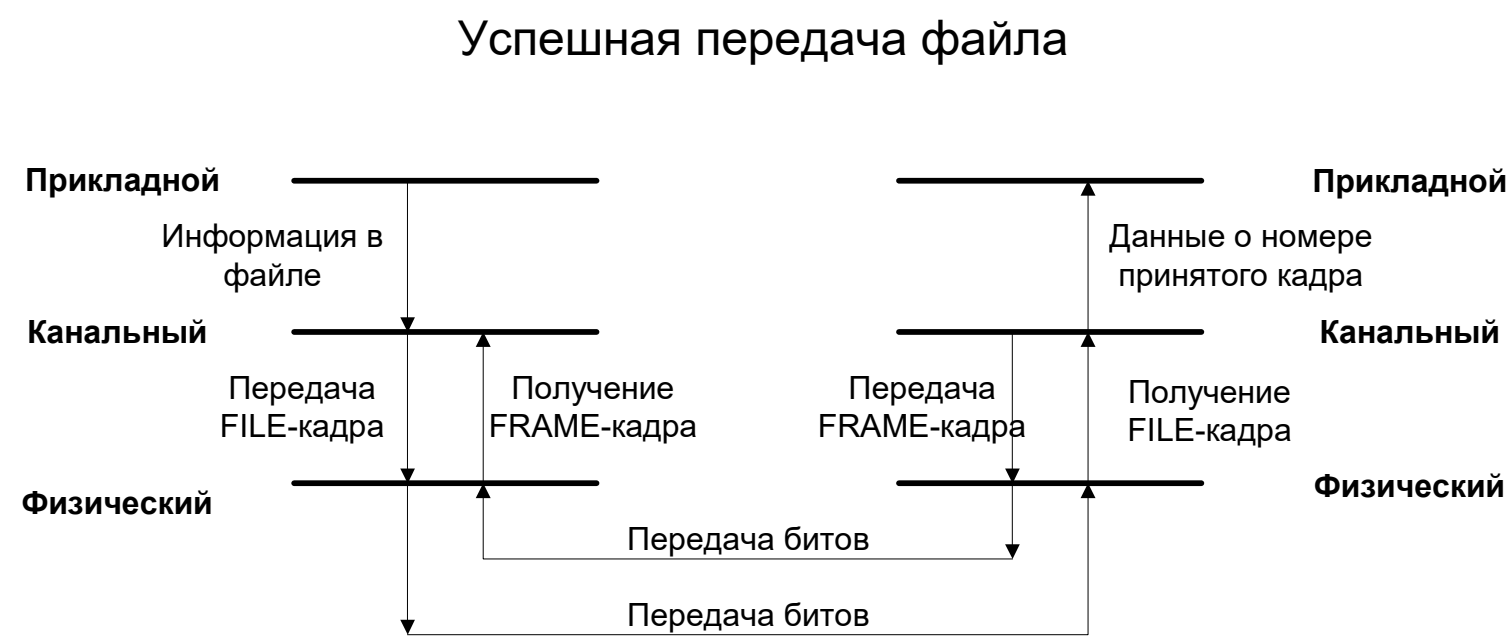 Успешная передача файла
Прикладной
Прикладной
Информация в
файле
Данные о номере
принятого кадра
Канальный
Канальный
Передача
FILE-кадра
Получение
FRAME-кадра
Передача
FRAME-кадра
Получение
FILE-кадра
Физический
Физический
Передача битов
Передача битов